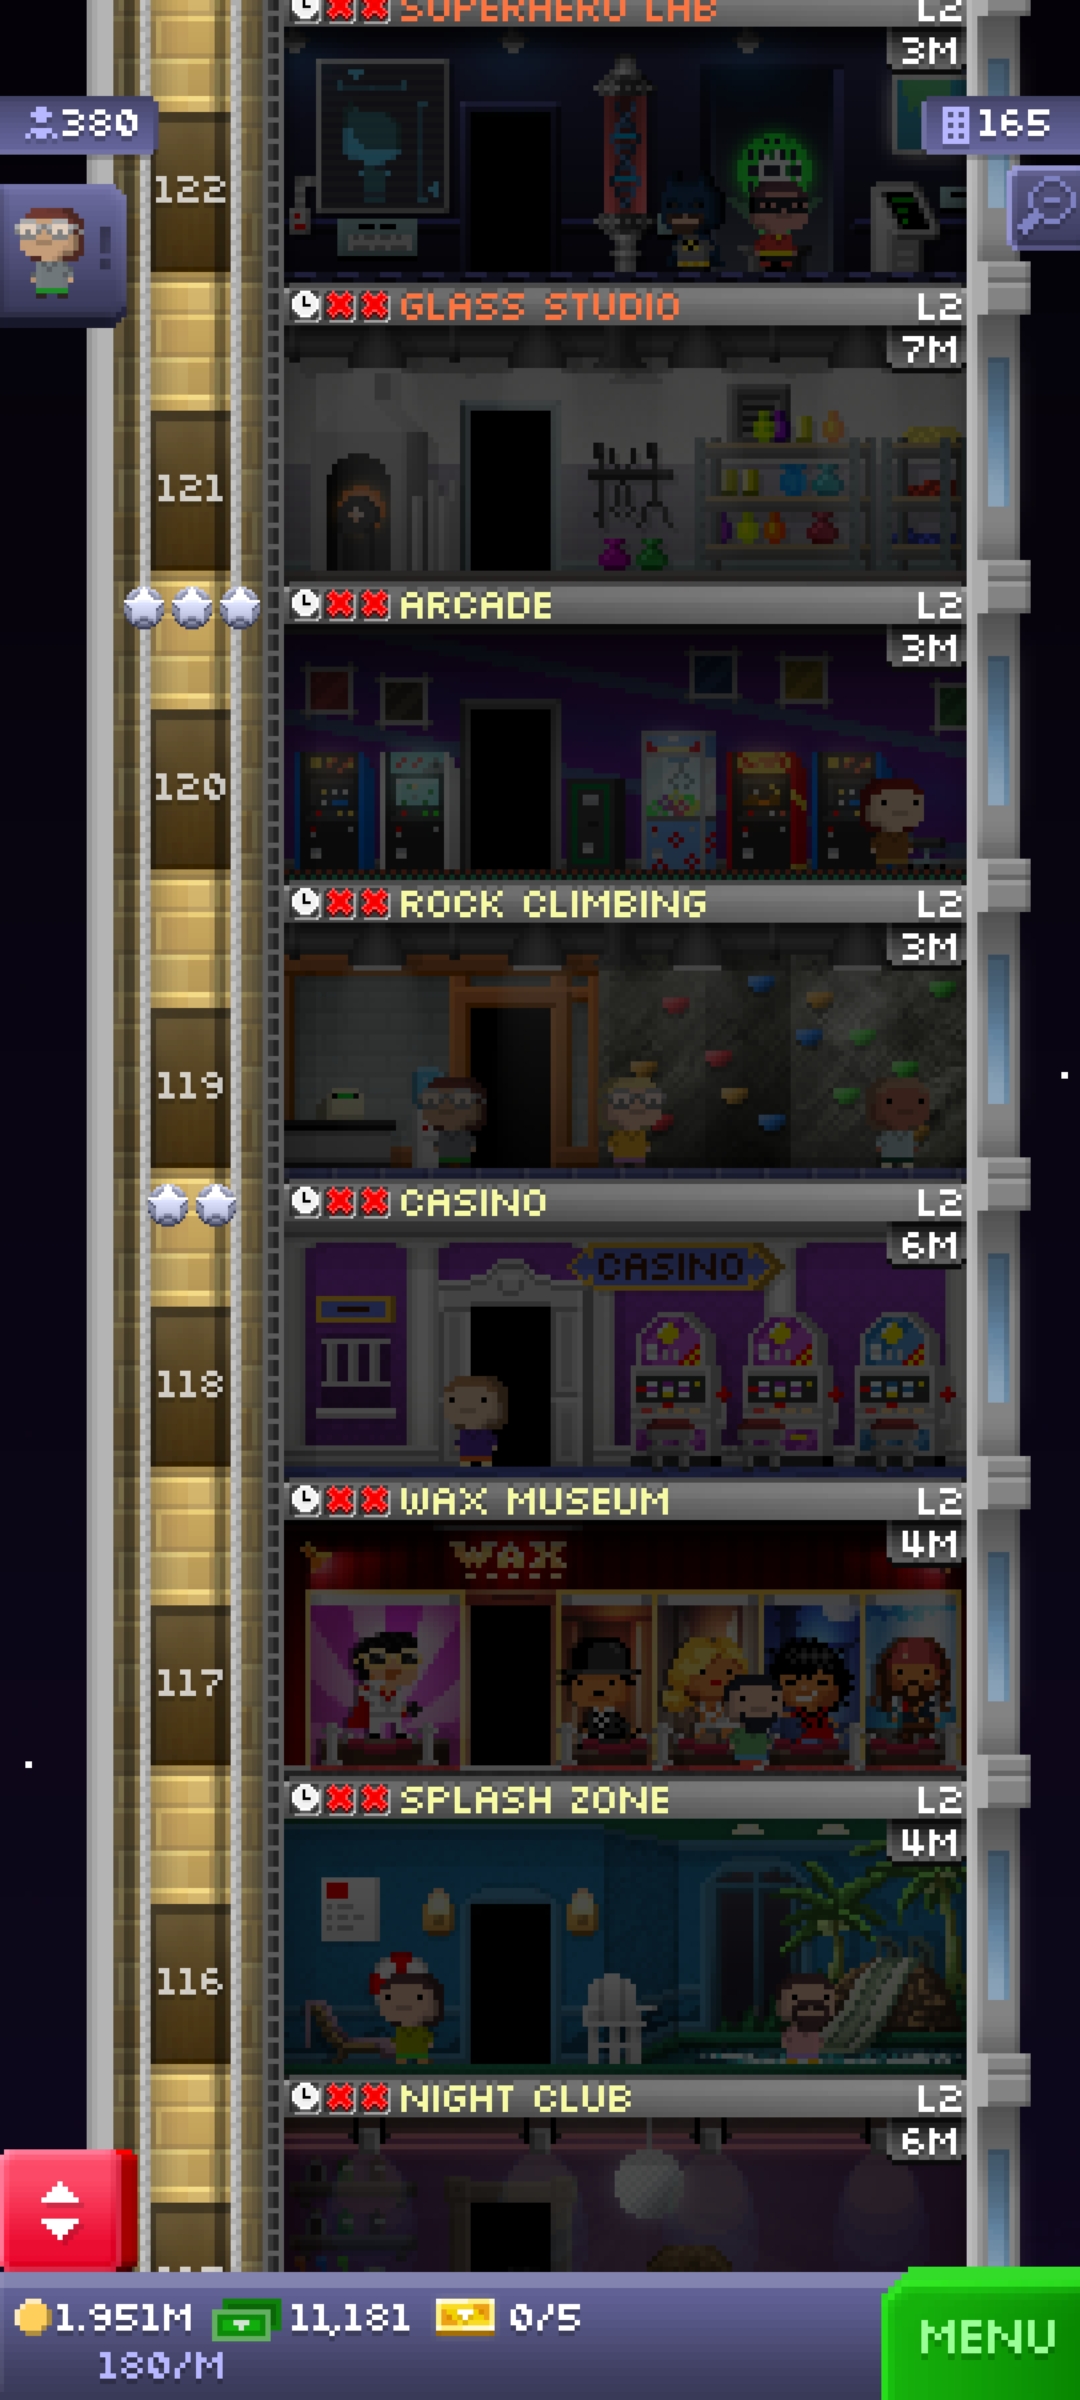 SUPERHERO LAB L2
3M
380
165
122
GLASS STUDIO L2
7M
121
ARCADE L2
3M
120
ROCK CLIMBING L2
3M
119
CASINO L2
6M
CASINO
118
WAX MUSEUM L2
4M
WAX
117
SPLASH ZONE L2
4M
116
NIGHT CLUB L2
6M
1.951M 11,181 0/5
180/M
MENU